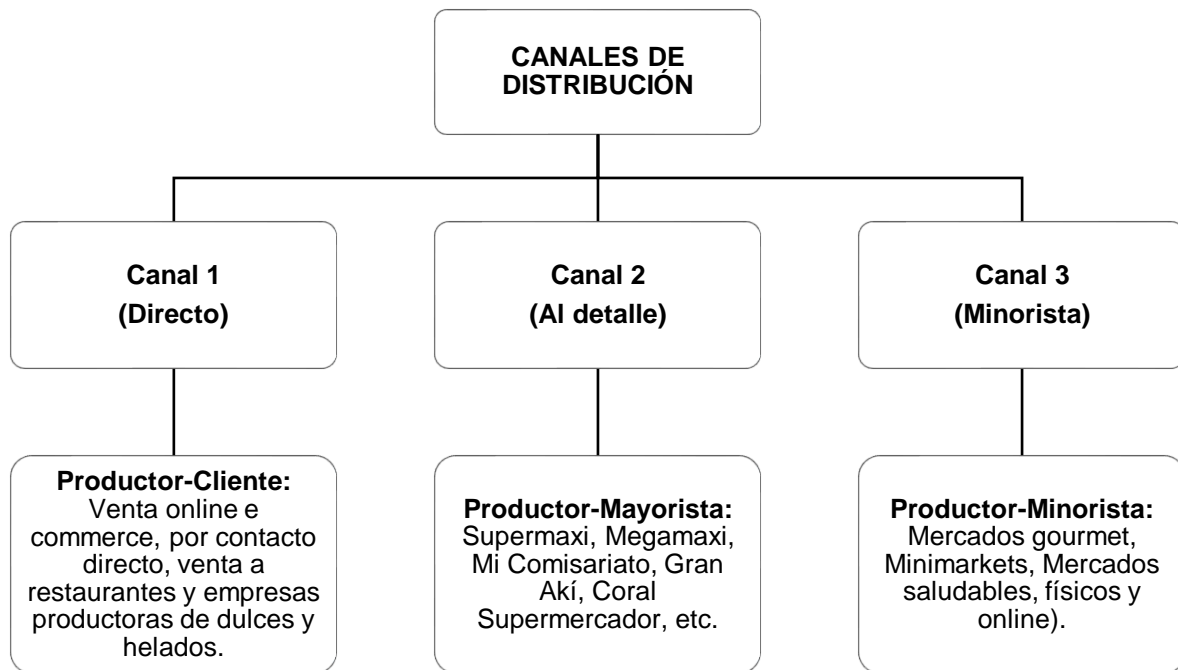 CANALES DE
DISTRIBUCIÓN
Canal 1
(Directo)
Canal 2
(Al detalle)
Canal 3
(Minorista)
Productor-Cliente:
Venta online e
commerce, por contacto
directo, venta a
restaurantes y empresas
productoras de dulces y
helados.
Productor-Mayorista:
Supermaxi, Megamaxi,
Mi Comisariato, Gran
Akí, Coral
Supermercador, etc.
Productor-Minorista:
Mercados gourmet,
Minimarkets, Mercados
saludables, físicos y
online).